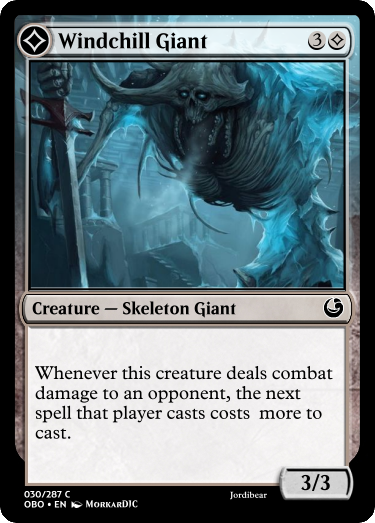 Windchill Giant 3
Creature — Skeleton Giant
Whenever this creature deals combat
damage to an opponent, the next
spell that player casts costs  more to
cast.
3/3
030/287 C
OBO • EN MorkarDIC
Jordibear